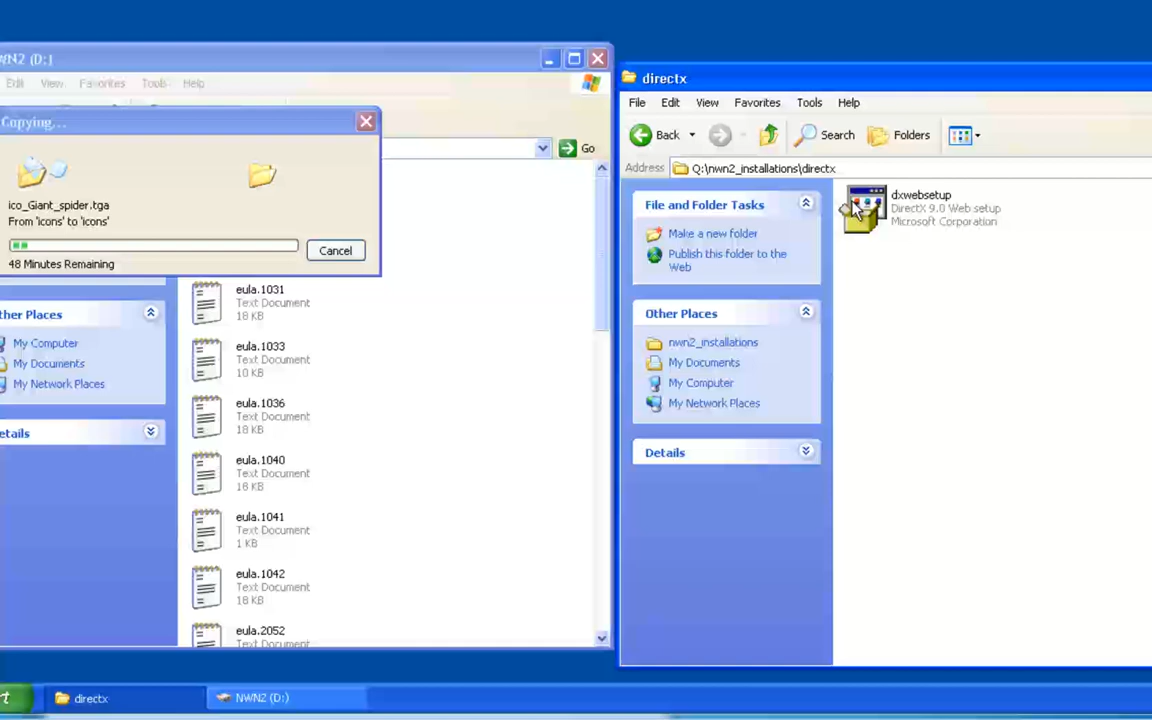 WN2 (D:)
Edit View Favorites Tools Help
Copying...
ico_Giant_spider.tga
From 'icons' to 'icons'
Cancel
48 Minutes Remaining
Go
ther Places
My Computer
My Documents
My Network Places
etails
eula.1031
Text Document
18 KB
eula.1033
Text Document
10 KB
eula.1036
Text Document
18 KB
eula.1040
Text Document
18 KB
eula.1041
Text Document
1 KB
eula.1042
Text Document
18 KB
eula.2052
Text Document
directx
File Edit View Favorites Tools Help
Back Search Folders
Address Q:\nwn2_installations\directx
File and Folder Tasks
Make a new folder
Publish this folder to the
Web
Other Places
nwn2_installations
My Documents
My Computer
My Network Places
Details
dxwebsetup
DirectX 9.0 Web setup
Microsoft Corporation
rt directx NWN2 (D:)